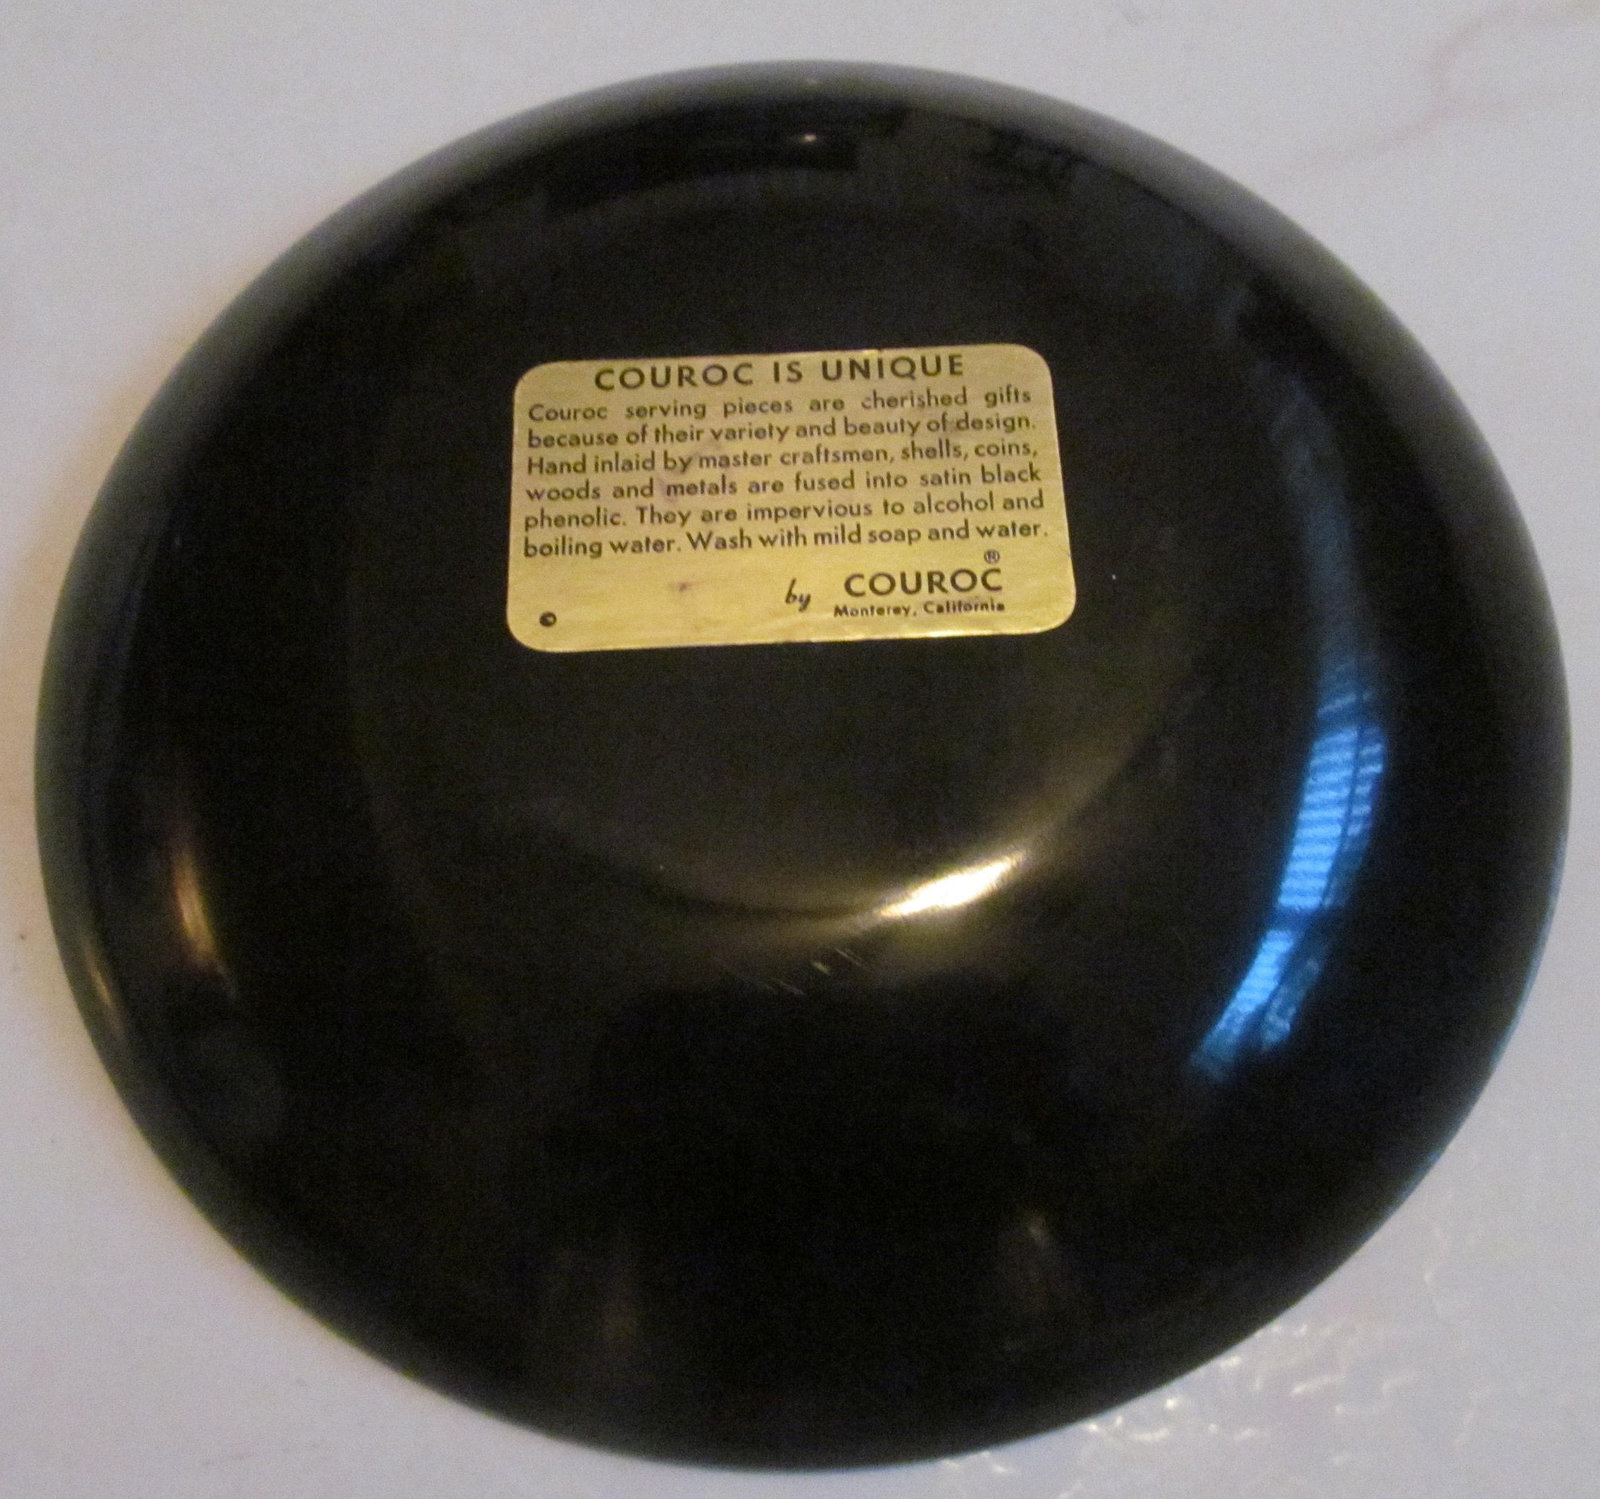 COUROC IS UNIQUE
Couroc serving pieces are cherished gifts
because of their variety and beauty of design.
Hand inlaid by master craftsmen, shells, coins,
woods and metals are fused into satin black
phenolic. They are impervious to alcohol and
boiling water. Wash with mild soap and water.
by COUROC®
Monterey, California
©